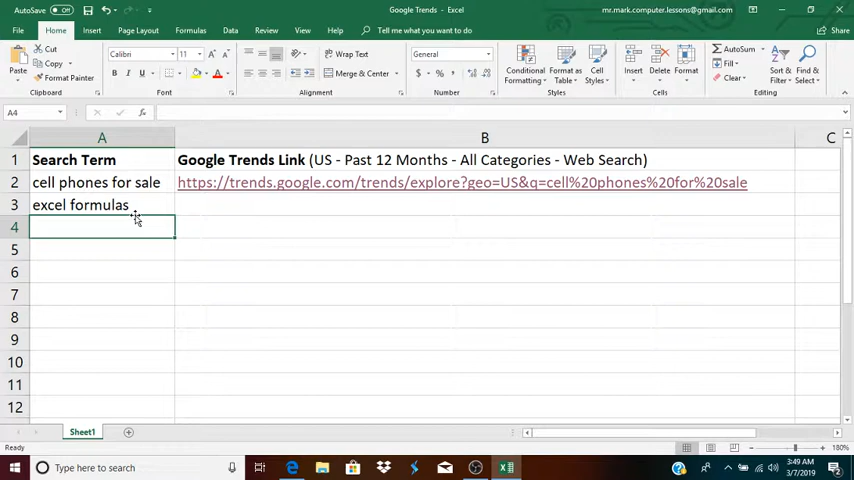 AutoSave Off
Google Trends - Excel
mr.mark.computer.lessons@gmail.com
File Home Insert Page Layout Formulas Data Review View Help Tell me what you want to do Share
Paste
Cut
Copy
Format Painter
Calibri 11
B I U
Wrap Text
Merge & Center
General
$ % ,
Conditional Formatting
Format as Table
Cell Styles
Insert Delete Format
AutoSum
Fill
Clear
Sort & Filter
Find & Select
Clipboard Font Alignment Number Styles Cells Editing
A4 fx
A B C
1 Search Term Google Trends Link (US - Past 12 Months - All Categories - Web Search)
2 cell phones for sale https://trends.google.com/trends/explore?geo=US&q=cell%20phones%20for%20sale
3 excel formulas
4
5
6
7
8
9
10
11
12
Sheet1
Ready 180%
Type here to search
3:49 AM
3/7/2019
2